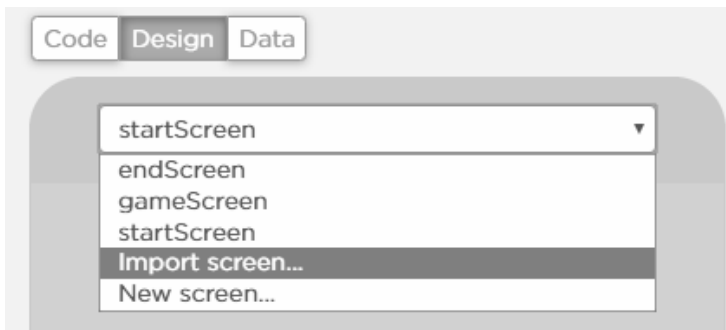 Code Design Data
startScreen
endScreen
gameScreen
startScreen
Import screen...
New screen...